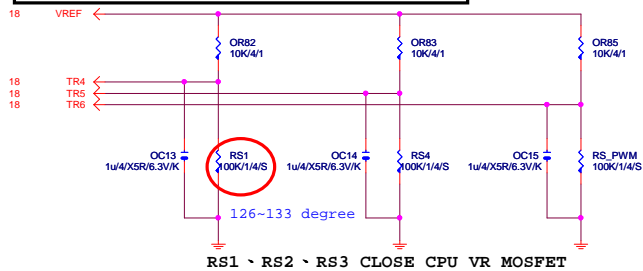 18 VREF
OR82
10K/4/1
OR83
10K/4/1
OR85
10K/4/1
18 TR4
18 TR5
18 TR6
OC13
1u/4/X5R/6.3V/K
RS1
100K/1/4/S
OC14
1u/4/X5R/6.3V/K
RS4
100K/1/4/S
OC15
1u/4/X5R/6.3V/K
RS_PWM
100K/1/4/S
126~133 degree
RS1、RS2、RS3 CLOSE CPU VR MOSFET